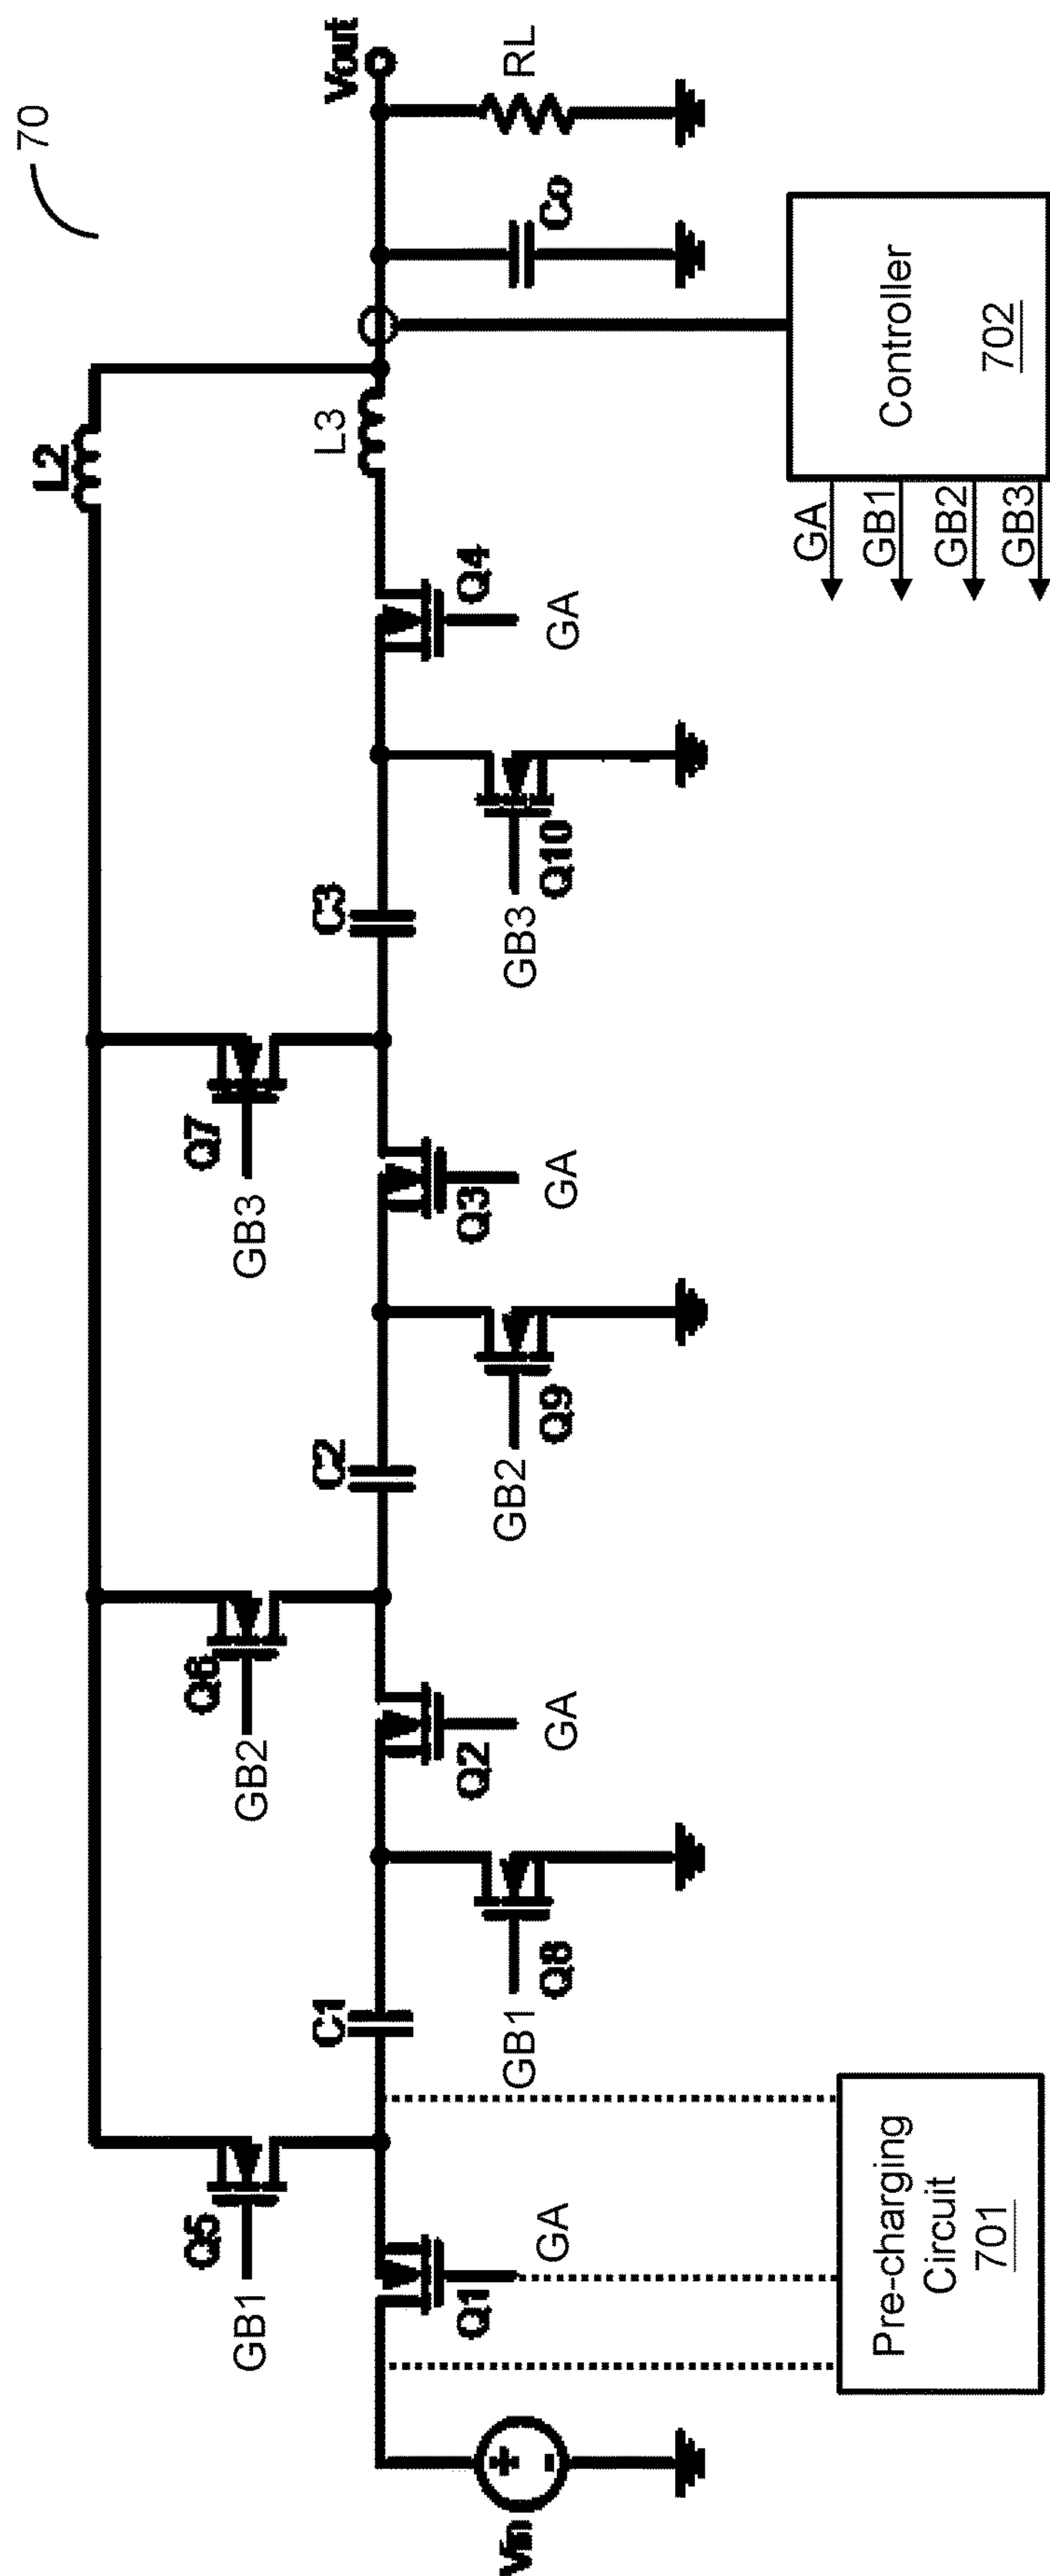 70
L2
Vout
L3
RL
Co
Q5
GB1
Q6
GB2
Q7
GB3
C1
C2
C3
Vin
Q1
GA
Q2
GA
Q3
GA
Q4
GA
Q8
GB1
Q9
GB2
Q10
GB3
+
-
Pre-charging
Circuit
701
Controller
702
GA
GB1
GB2
GB3